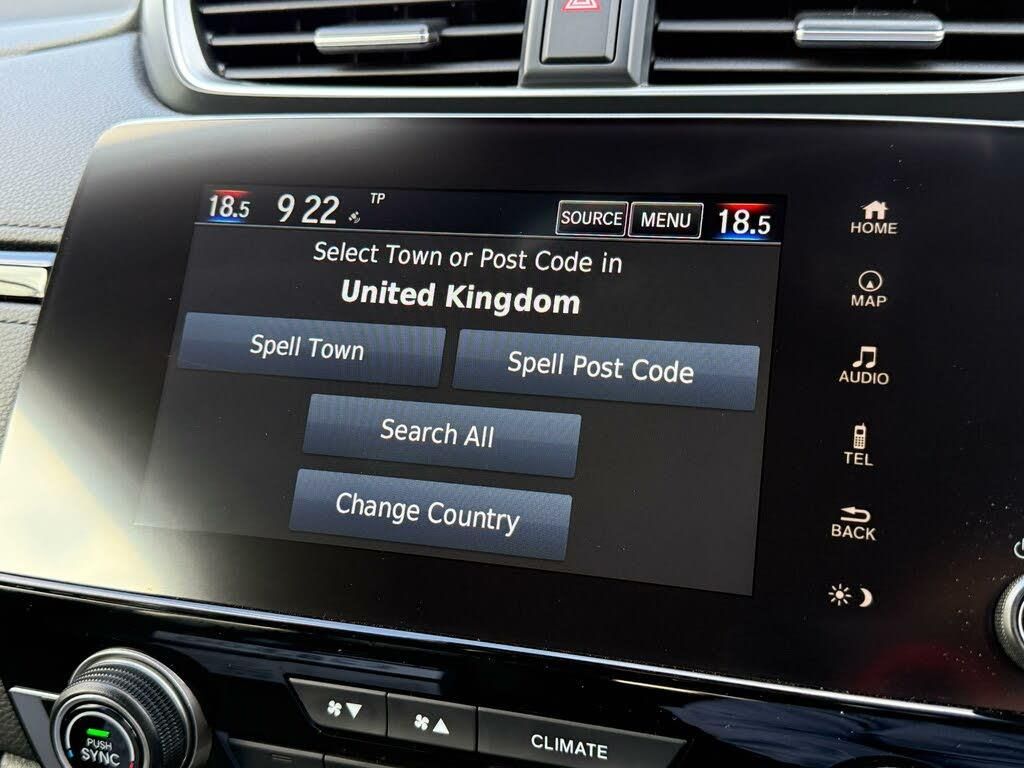 18.5 9 22 TP SOURCE MENU 18.5
Select Town or Post Code in
United Kingdom
Spell Town Spell Post Code
Search All
Change Country
HOME
MAP
AUDIO
TEL
BACK
PUSH
SYNC
CLIMATE